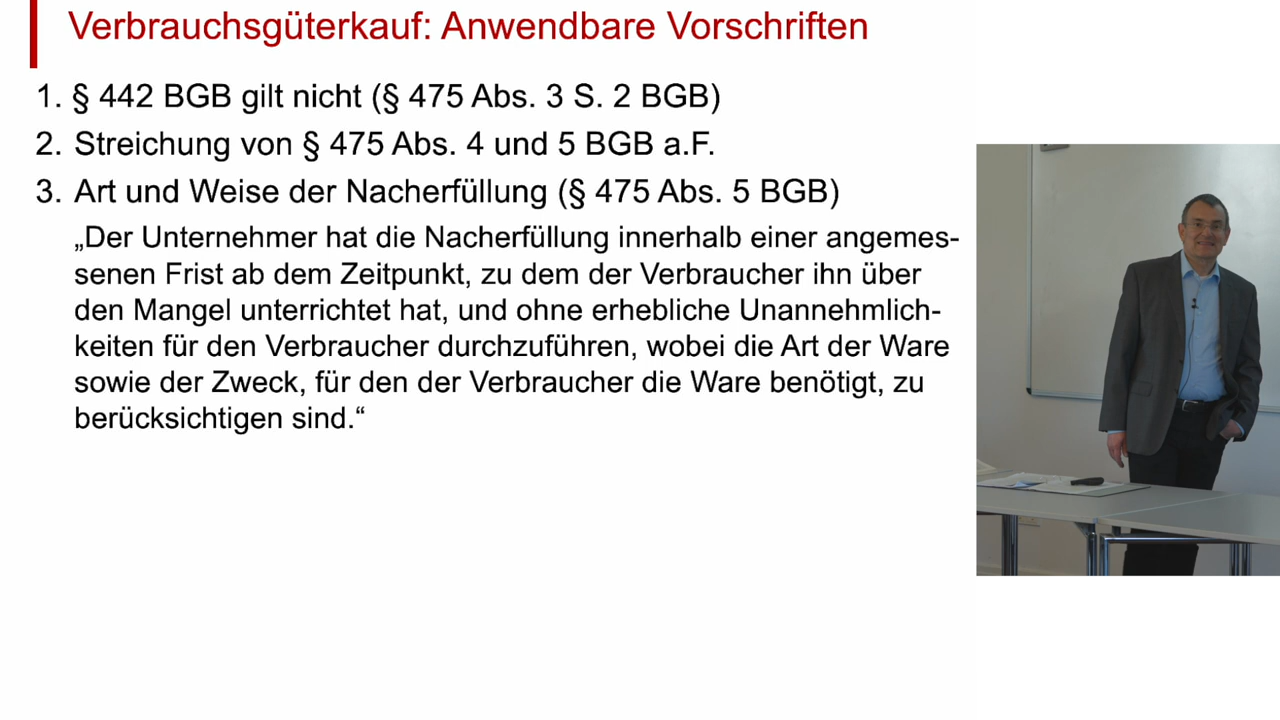 Verbrauchsgüterkauf: Anwendbare Vorschriften
1. § 442 BGB gilt nicht (§ 475 Abs. 3 S. 2 BGB)
2. Streichung von § 475 Abs. 4 und 5 BGB a.F.
3. Art und Weise der Nacherfüllung (§ 475 Abs. 5 BGB)
„Der Unternehmer hat die Nacherfüllung innerhalb einer angemes-
senen Frist ab dem Zeitpunkt, zu dem der Verbraucher ihn über
den Mangel unterrichtet hat, und ohne erhebliche Unannehmlich-
keiten für den Verbraucher durchzuführen, wobei die Art der Ware
sowie der Zweck, für den der Verbraucher die Ware benötigt, zu
berücksichtigen sind.“